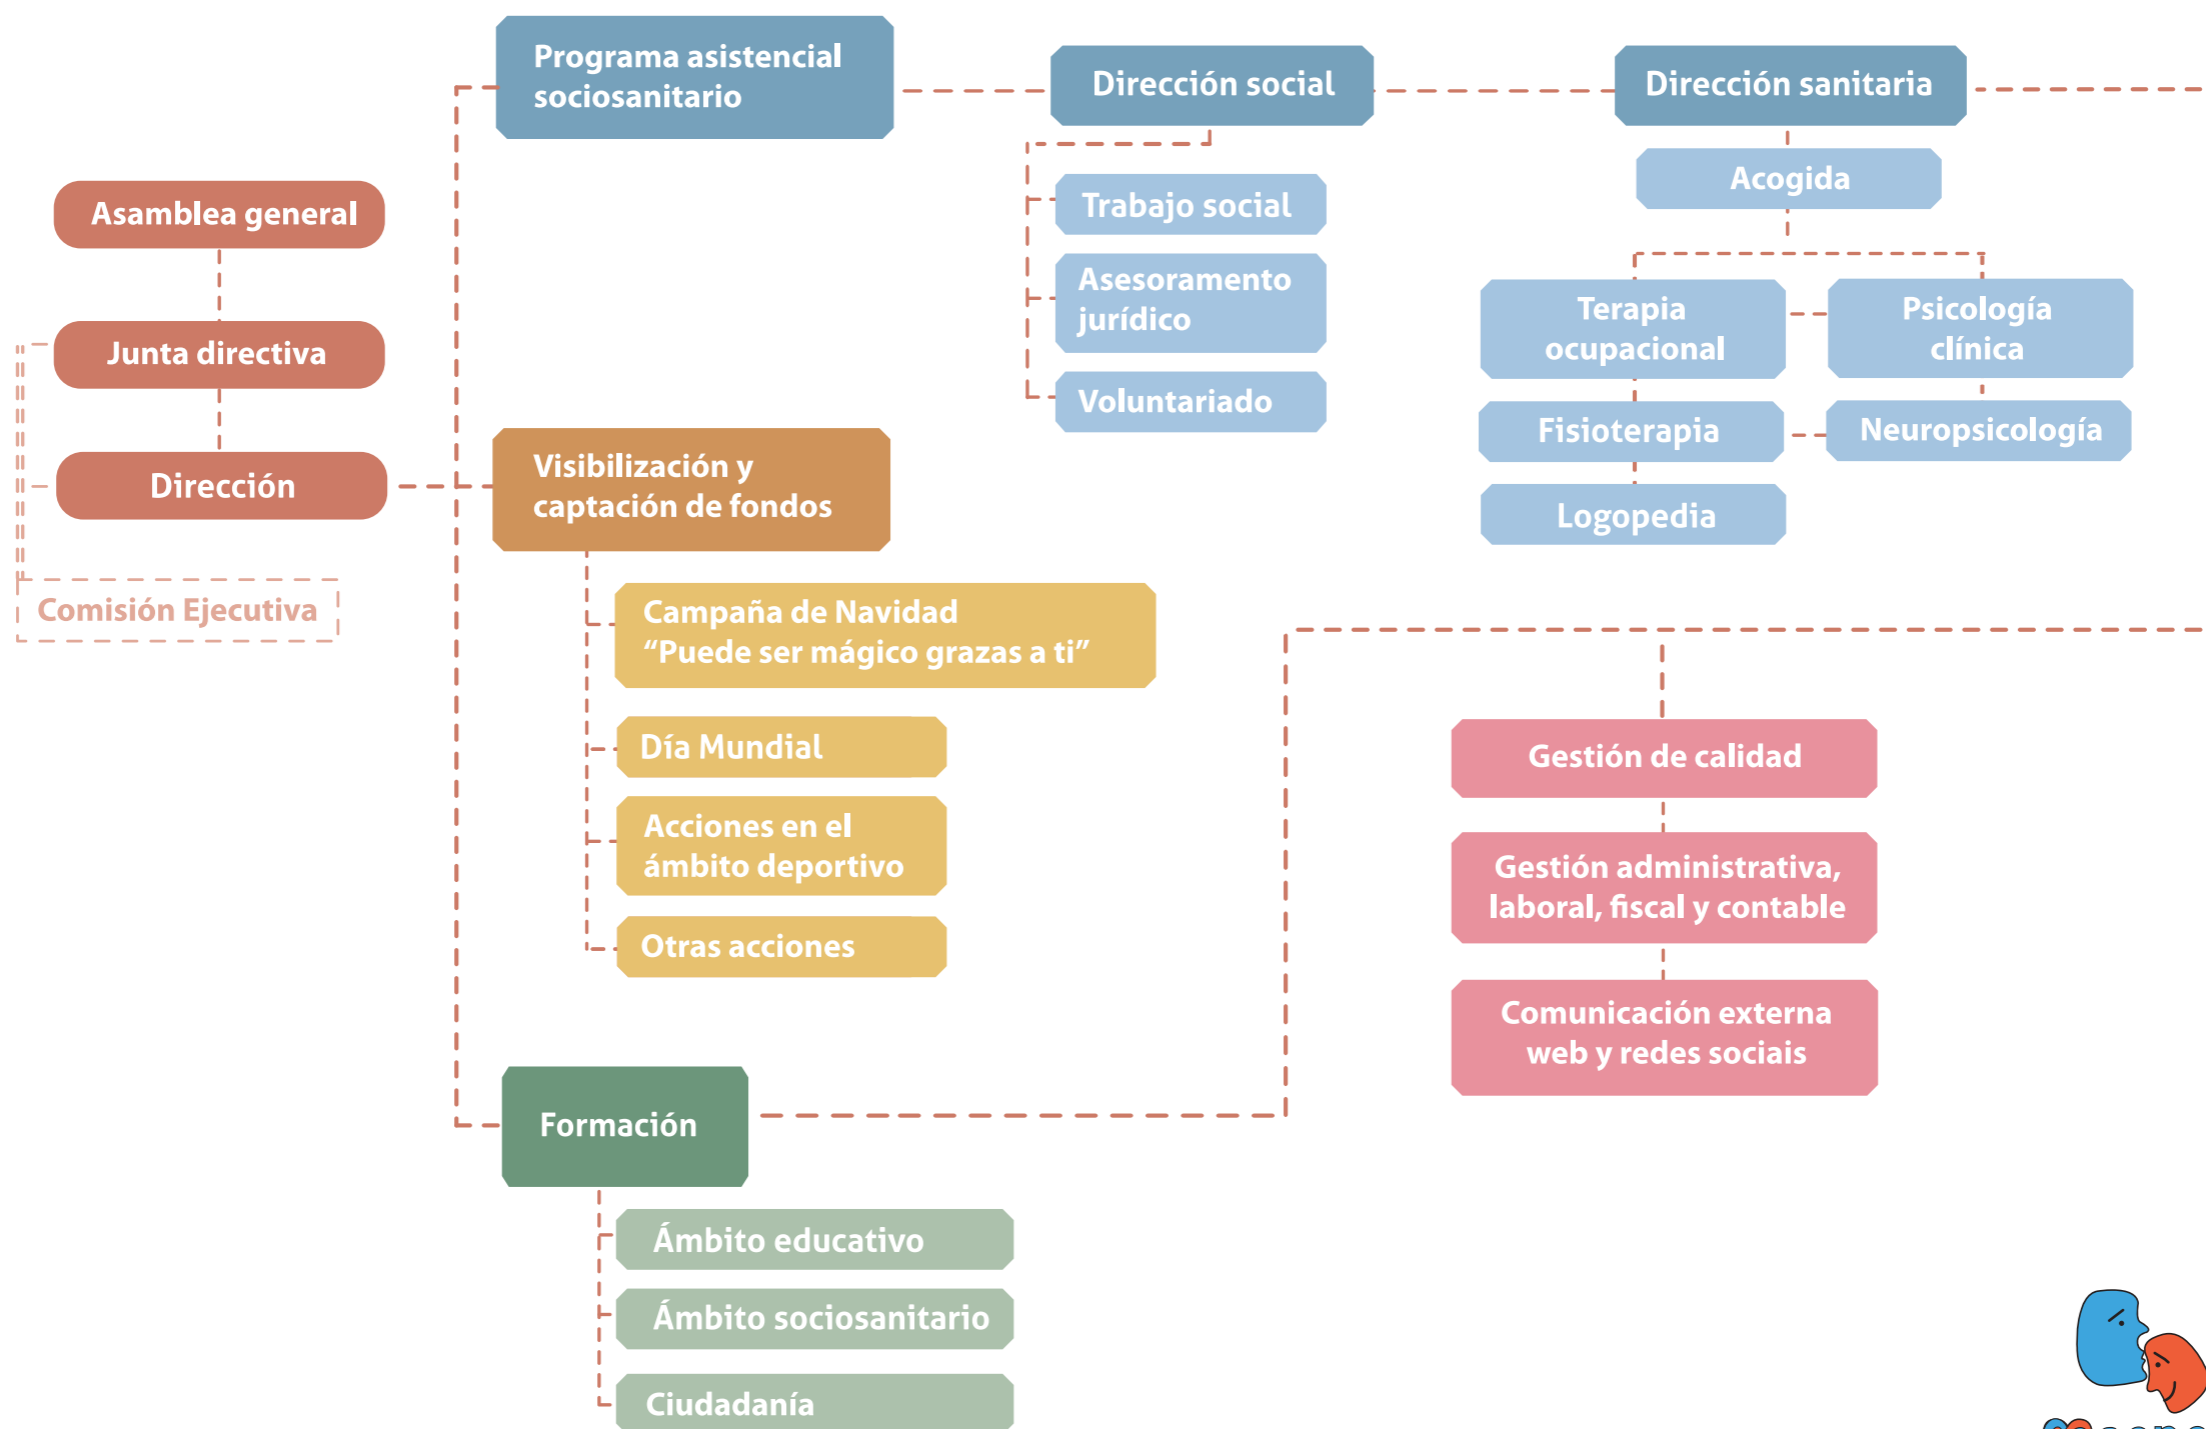 Programa asistencial
sociosanitario
Dirección social
Dirección sanitaria
Acogida
Asamblea general
Trabajo social
Asesoramento
jurídico
Terapia
ocupacional
Psicología
clínica
Junta directiva
Voluntariado
Fisioterapia
Neuropsicología
Dirección
Visibilización y
captación de fondos
Logopedia
Comisión Ejecutiva
Campaña de Navidad
“Puede ser mágico grazas a ti”
Día Mundial
Acciones en el
ámbito deportivo
Otras acciones
Gestión de calidad
Gestión administrativa,
laboral, fiscal y contable
Comunicación externa
web y redes sociais
Formación
Ámbito educativo
Ámbito sociosanitario
Ciudadanía